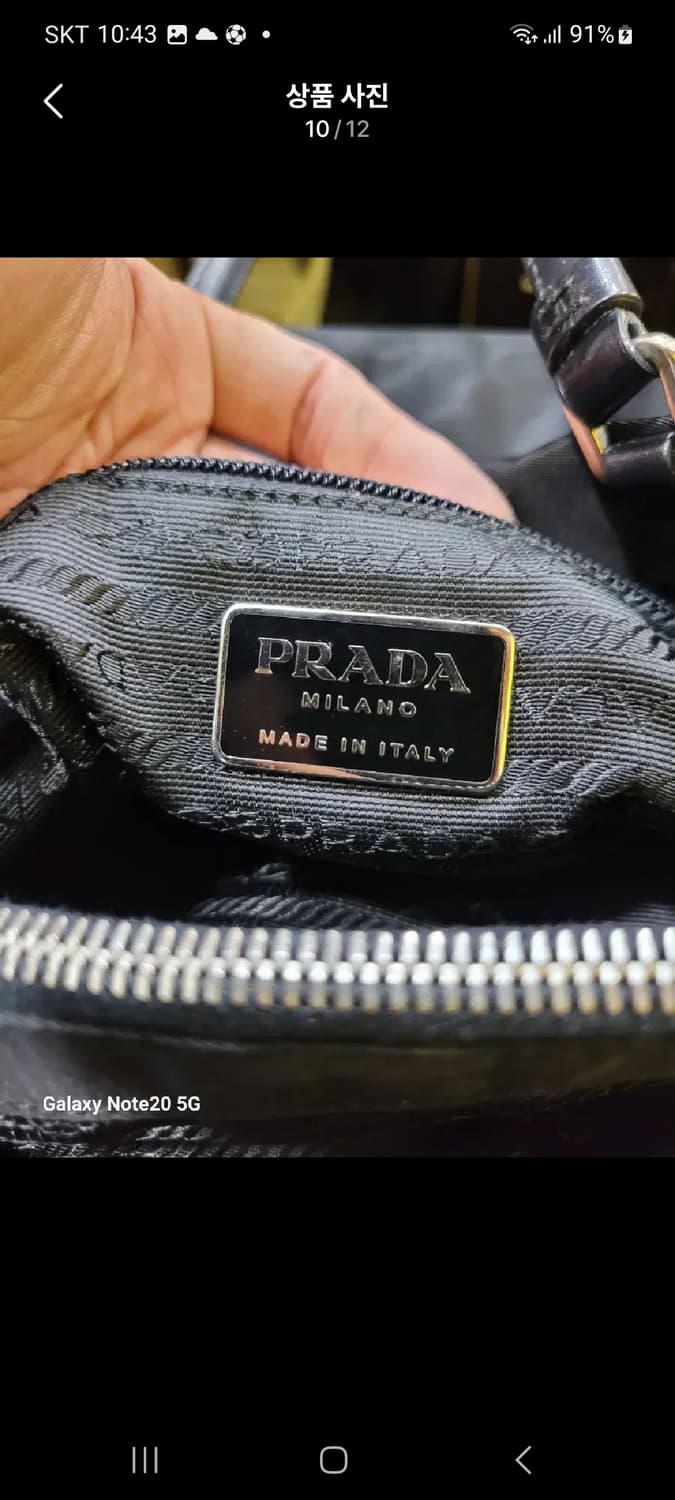 SKT 10:43
91%
상품 사진
10/12
PRADA
MILANO
MADE IN ITALY
Galaxy Note20 5G